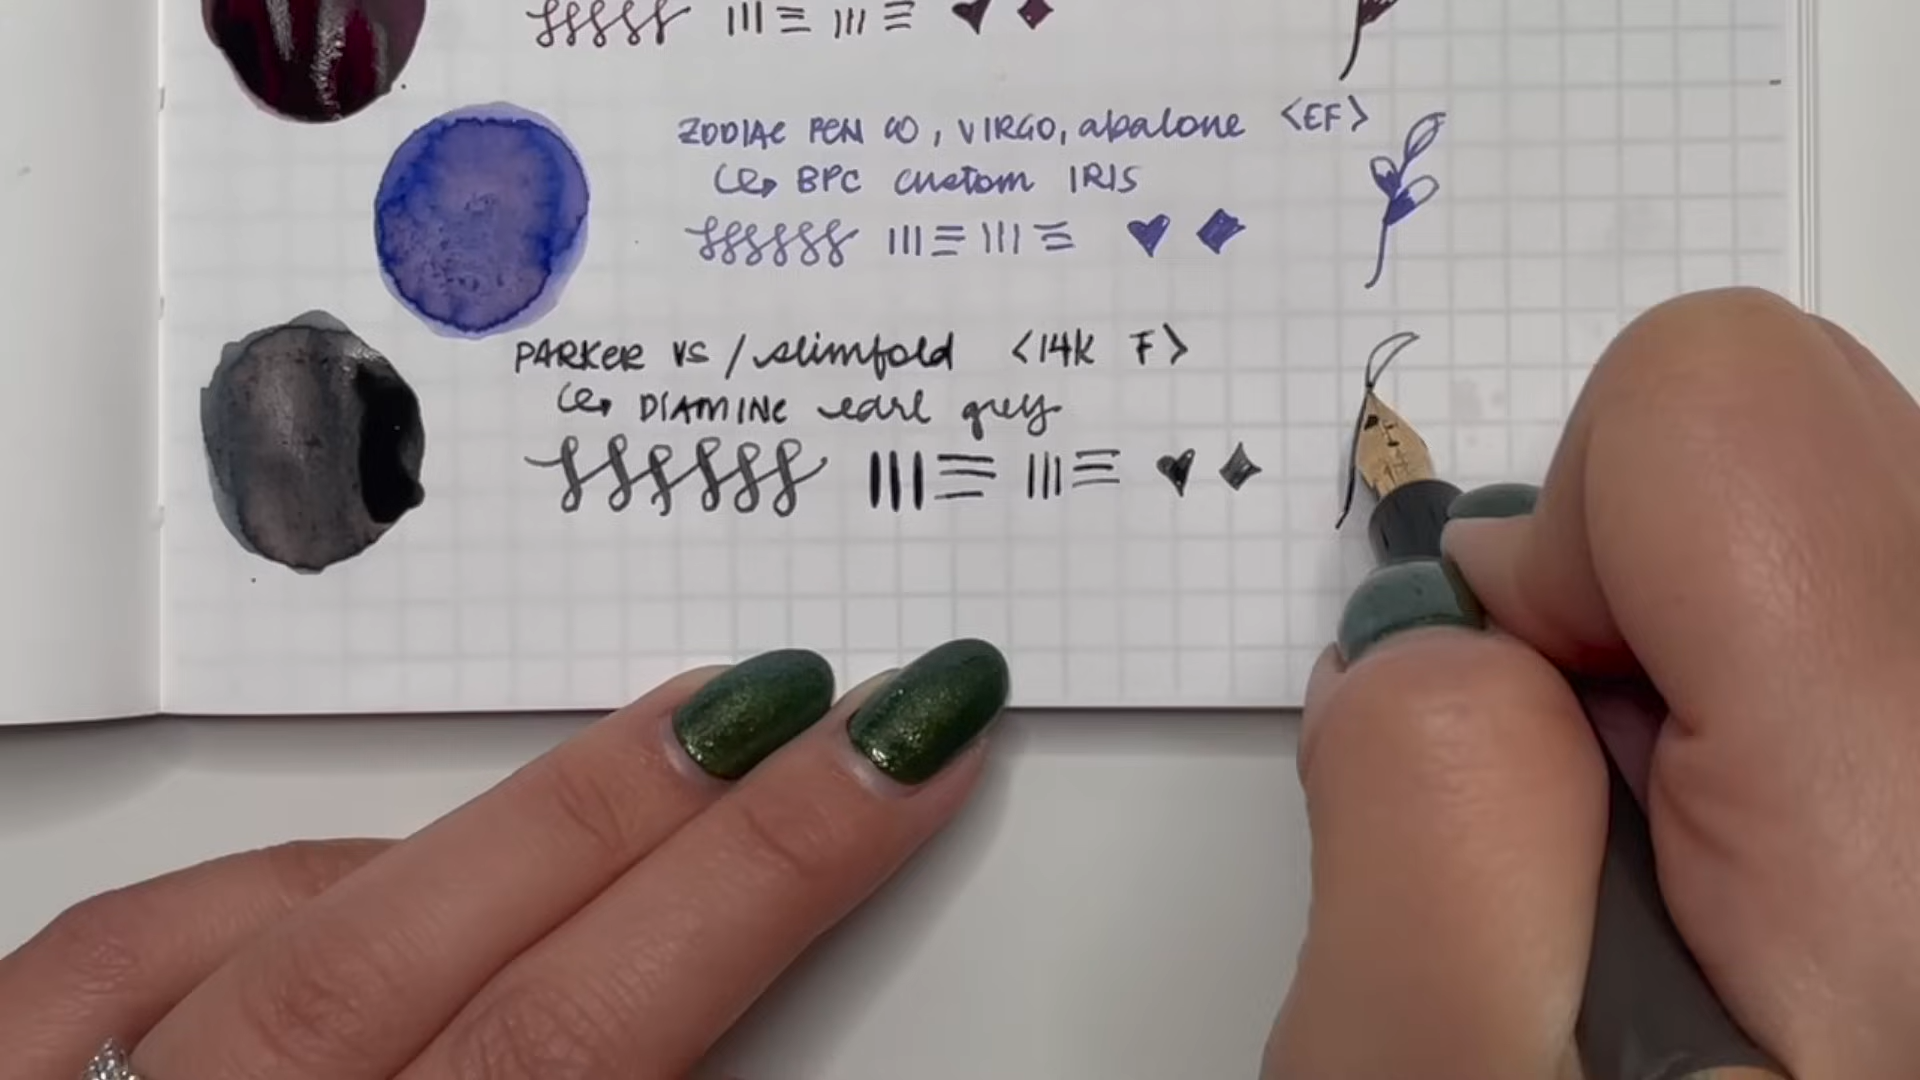 ZODIAC PEN CO, VIRGO, abalone <EF>
BPC custom IRIS
PARKER VS / slimfold <14K F>
DIAMINE earl grey